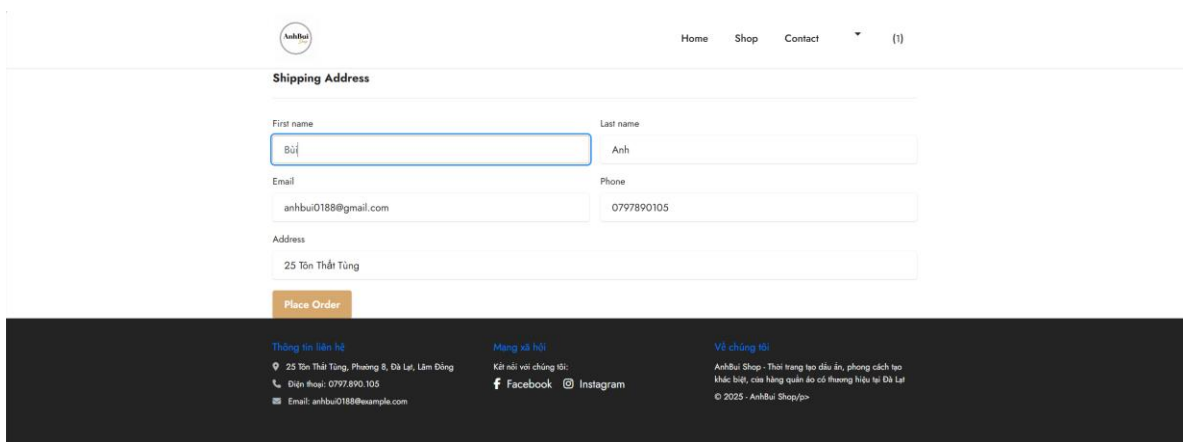 AnhBui
Shop
Home Shop Contact (1)
Shipping Address
First name Last name
Bùi Anh
Email Phone
anhbui0188@gmail.com 0797890105
Address
25 Tôn Thất Tùng
Place Order
Thông tin liên hệ
25 Tôn Thất Tùng, Phường 8, Đà Lạt, Lâm Đồng
Điện thoại: 0797.890.105
Email: anhbui0188@example.com
Mạng xã hội
Kết nối với chúng tôi:
Facebook Instagram
Về chúng tôi
AnhBui Shop - Thời trang tạo dấu ấn, phong cách tạo
khác biệt, cửa hàng quần áo có thương hiệu tại Đà Lạt
© 2025 - AnhBui Shop/p>